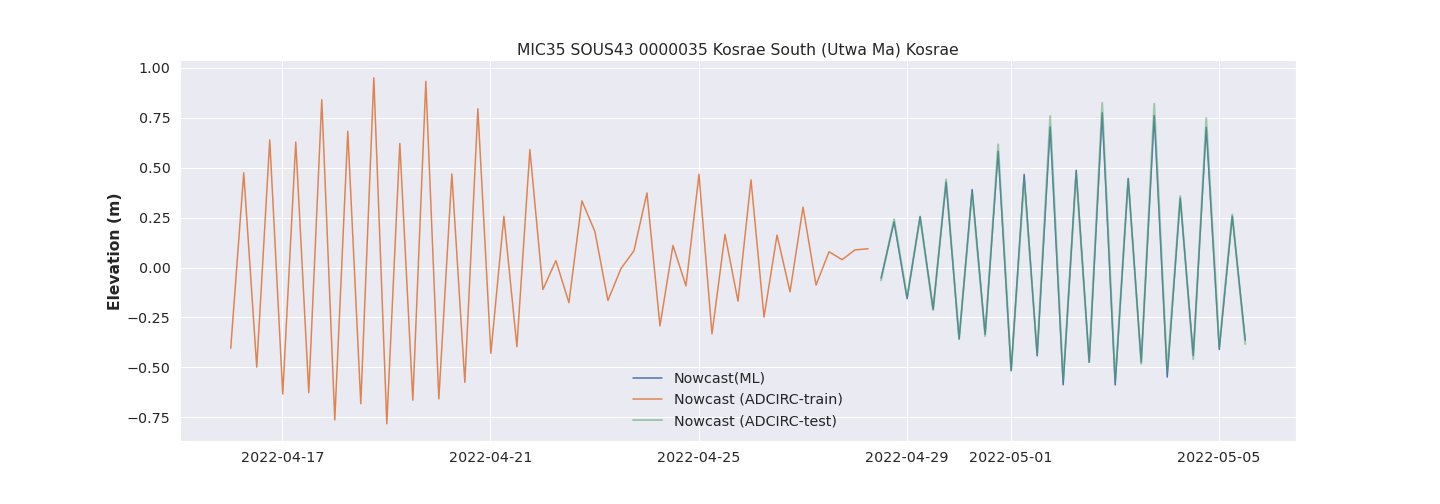 MIC35 SOUS43 0000035 Kosrae South (Utwa Ma) Kosrae
1.00
0.75
0.50
0.25
0.00
−0.25
−0.50
−0.75
Elevation (m)
Nowcast(ML)
Nowcast (ADCIRC-train)
Nowcast (ADCIRC-test)
2022-04-17 2022-04-21 2022-04-25 2022-04-29 2022-05-01 2022-05-05